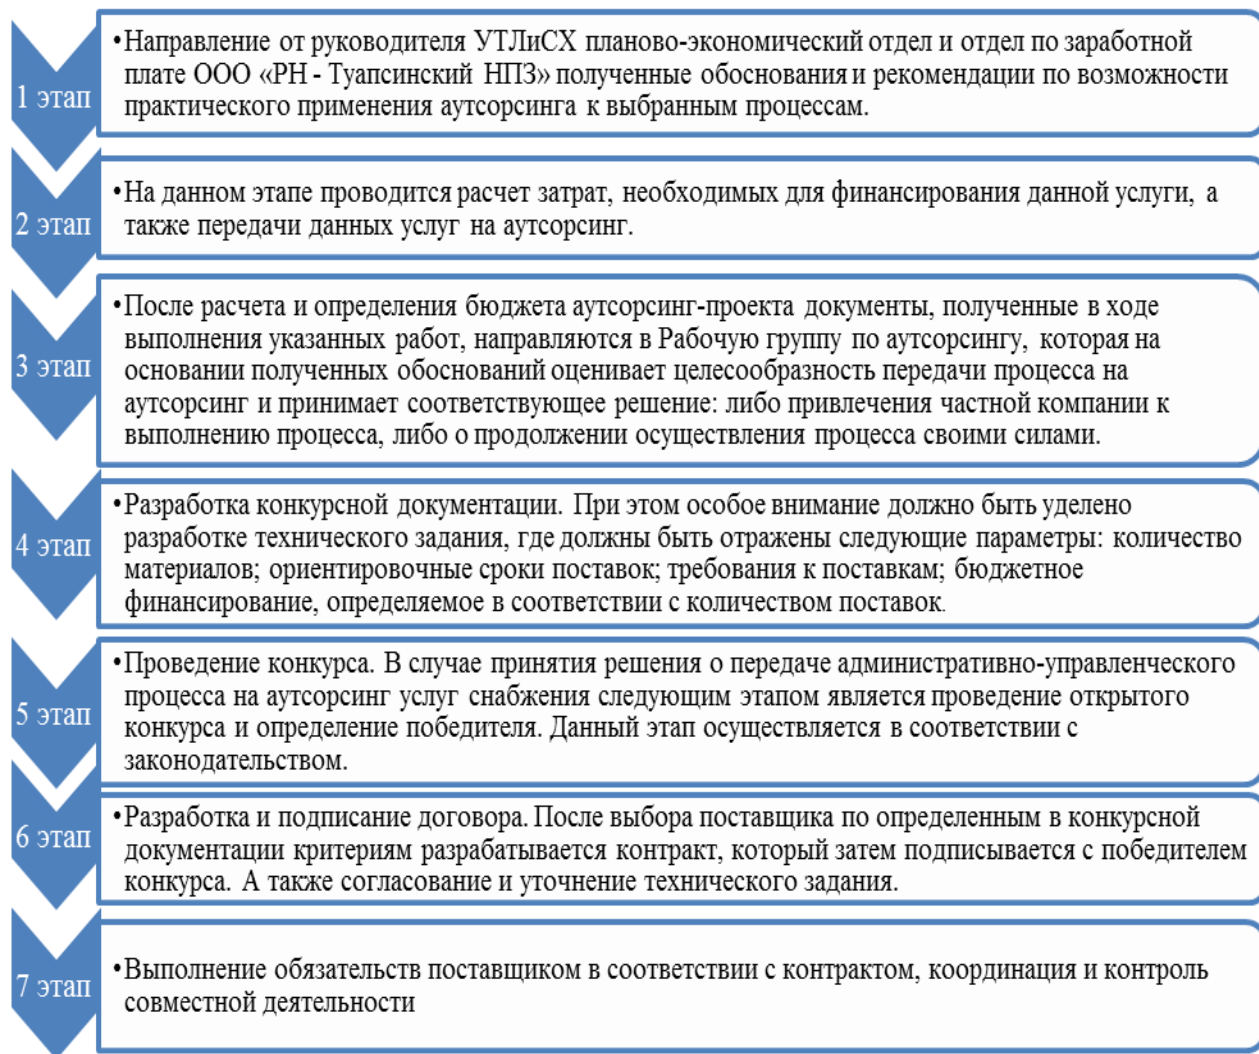 1 этап
•Направление от руководителя УТЛиСХ планово-экономический отдел и отдел по заработной
плате ООО «РН - Туапсинский НПЗ» полученные обоснования и рекомендации по возможности
практического применения аутсорсинга к выбранным процессам.
2 этап
•На данном этапе проводится расчет затрат, необходимых для финансирования данной услуги, а
также передачи данных услуг на аутсорсинг.
3 этап
•После расчета и определения бюджета аутсорсинг-проекта документы, полученные в ходе
выполнения указанных работ, направляются в Рабочую группу по аутсорсингу, которая на
основании полученных обоснований оценивает целесообразность передачи процесса на
аутсорсинг и принимает соответствующее решение: либо привлечения частной компании к
выполнению процесса, либо о продолжении осуществления процесса своими силами.
4 этап
•Разработка конкурсной документации. При этом особое внимание должно быть уделено
разработке технического задания, где должны быть отражены следующие параметры: количество
материалов; ориентировочные сроки поставок; требования к поставкам; бюджетное
финансирование, определяемое в соответствии с количеством поставок.
5 этап
•Проведение конкурса. В случае принятия решения о передаче административно-управленческого
процесса на аутсорсинг услуг снабжения следующим этапом является проведение открытого
конкурса и определение победителя. Данный этап осуществляется в соответствии с
законодательством.
6 этап
•Разработка и подписание договора. После выбора поставщика по определенным в конкурсной
документации критериям разрабатывается контракт, который затем подписывается с победителем
конкурса. А также согласование и уточнение технического задания.
7 этап
•Выполнение обязательств поставщиком в соответствии с контрактом, координация и контроль
совместной деятельности